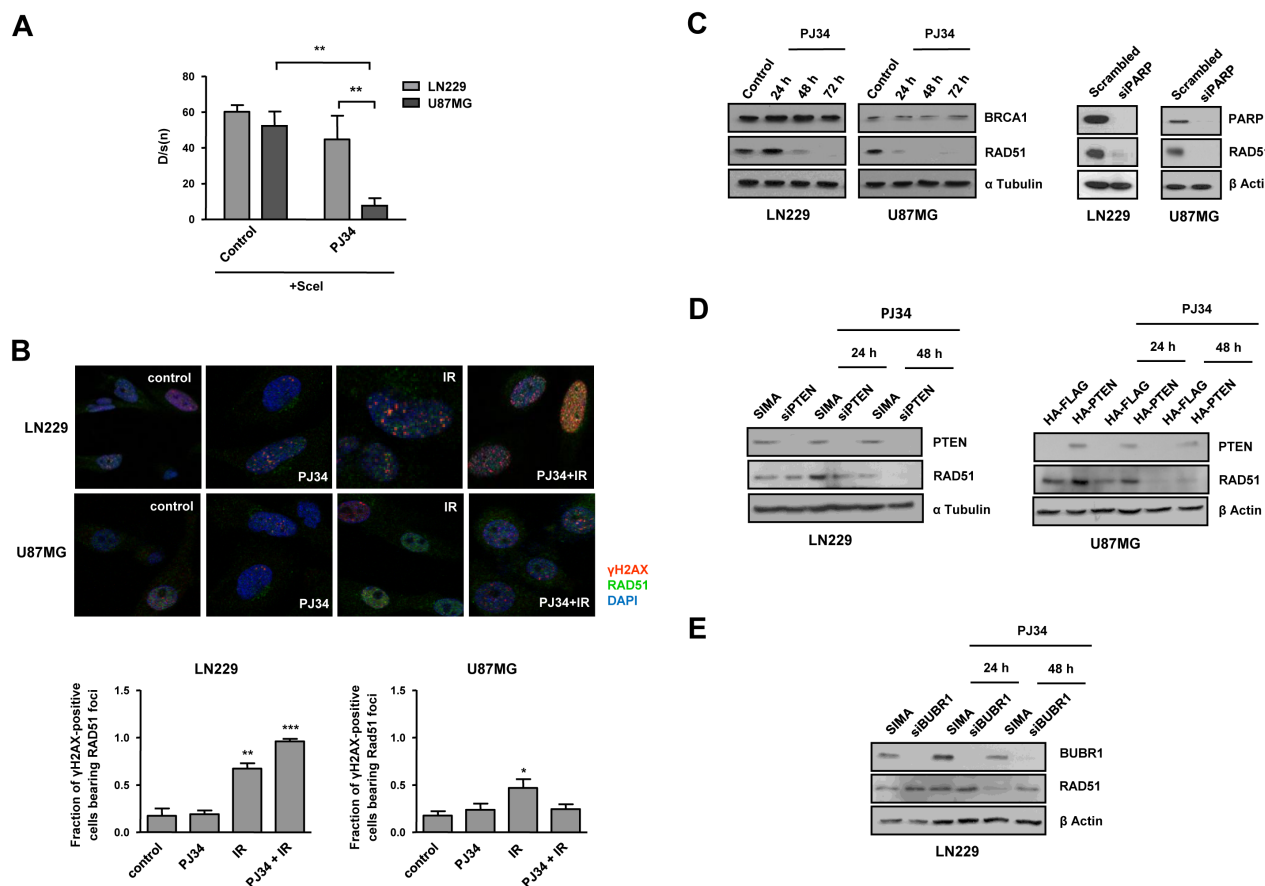 A
**
**
LN229
U87MG
D/s(n)
80
60
40
20
0
Control
PJ34
+SceI
B
LN229
control
PJ34
IR
PJ34+IR
U87MG
control
PJ34
IR
PJ34+IR
γH2AX
RAD51
DAPI
LN229
Fraction of γH2AX-positive
cells bearing RAD51 foci
1.5
1.0
0.5
0.0
**
***
control
PJ34
IR
PJ34 + IR
U87MG
Fraction of γH2AX-positive
cells bearing Rad51 foci
1.5
1.0
0.5
0.0
*
control
PJ34
IR
PJ34 + IR
C
PJ34
PJ34
Control
24 h
48 h
72 h
Control
24 h
48 h
72 h
BRCA1
RAD51
α Tubulin
LN229
U87MG
Scrambled
siPARP
Scrambled
siPARP
PARP
RAD51
β Acti
LN229
U87MG
D
PJ34
24 h
48 h
SIMA
siPTEN
SIMA
siPTEN
SIMA
siPTEN
PTEN
RAD51
α Tubulin
LN229
PJ34
24 h
48 h
HA-FLAG
HA-PTEN
HA-FLAG
HA-PTEN
HA-FLAG
HA-PTEN
PTEN
RAD51
β Actin
U87MG
E
PJ34
24 h
48 h
SIMA
siBUBR1
SIMA
siBUBR1
SIMA
siBUBR1
BUBR1
RAD51
β Actin
LN229